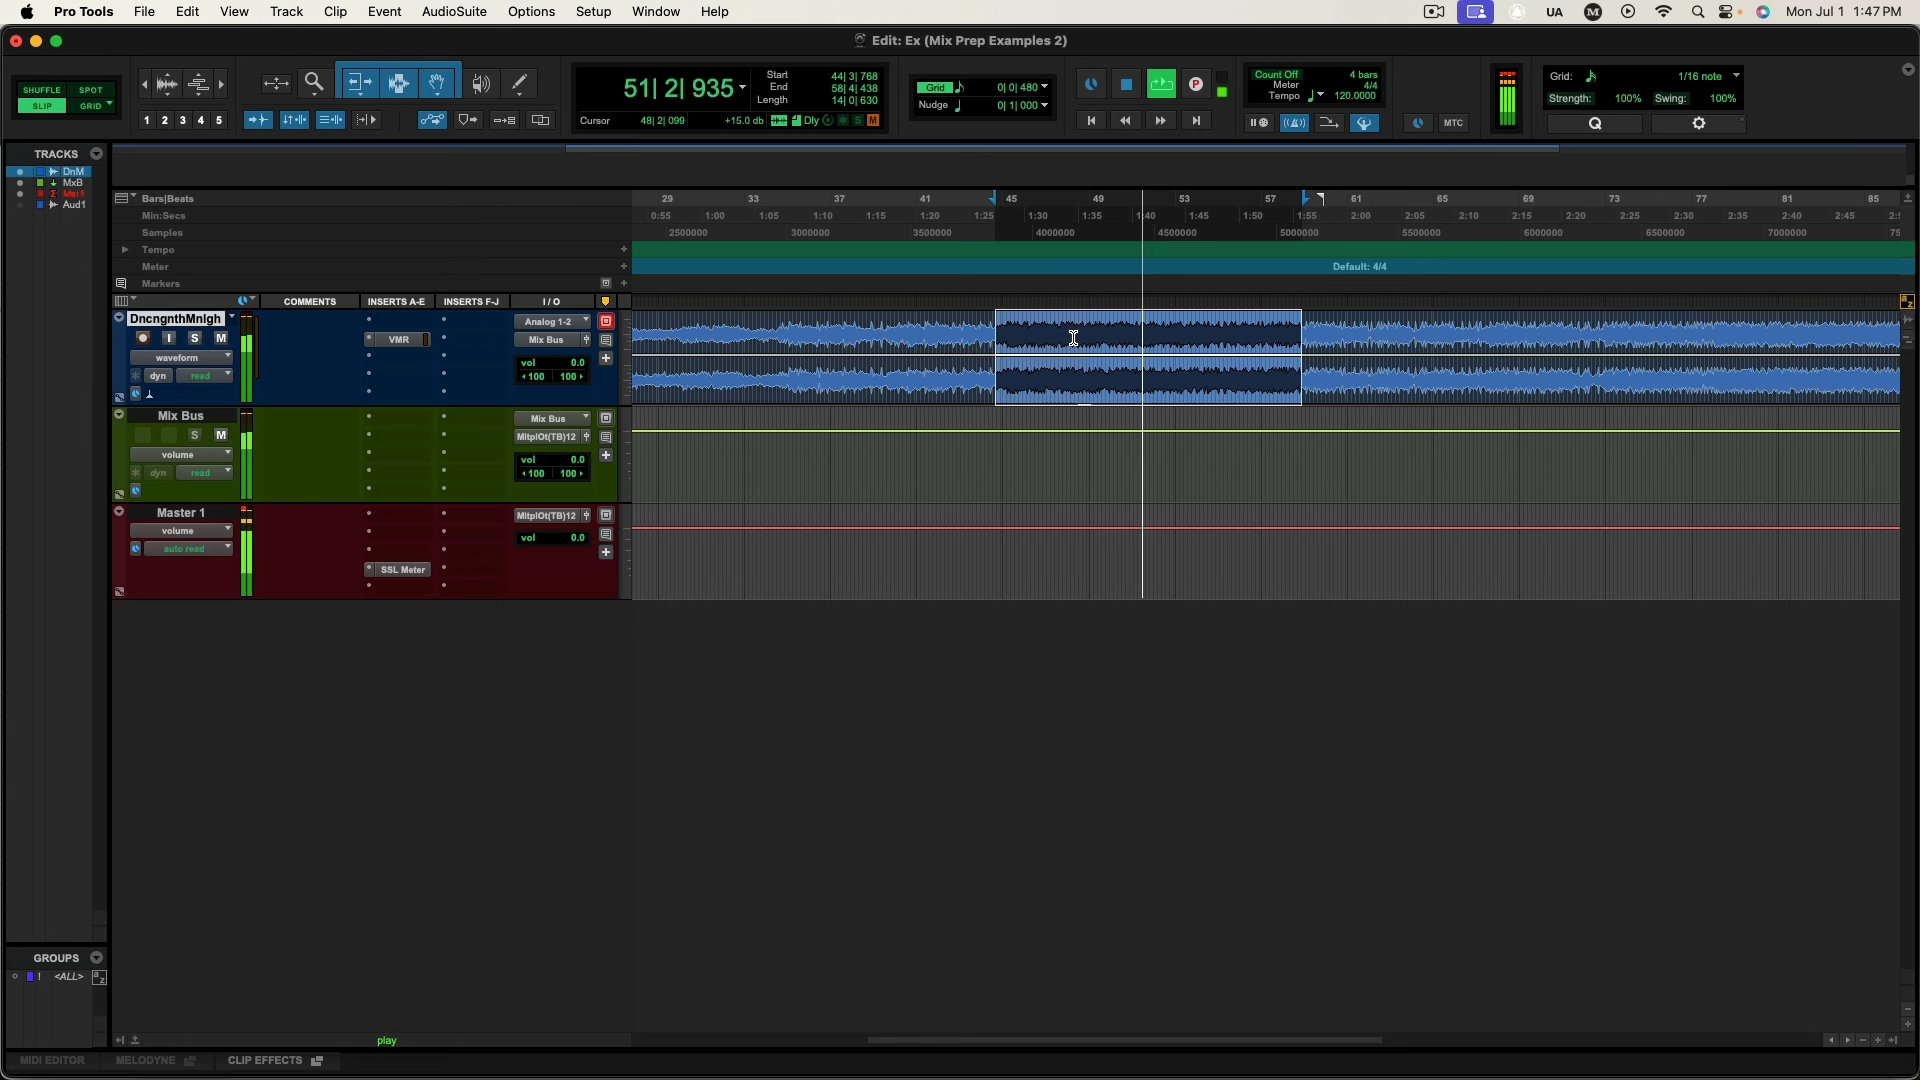 Pro Tools File Edit View Track Clip Event AudioSuite Options Setup Window Help UA M Mon Jul 1 1:47 PM
Edit: Ex (Mix Prep Examples 2)
SHUFFLE SPOT
SLIP GRID
1 2 3 4 5
51| 2| 935
Start 44| 3| 768
End 58| 4| 438
Length 14| 0| 630
Cursor 48| 2| 099 +15.0 db Dly S M
Grid 0| 0| 480
Nudge 0| 1| 000
P
Count Off 4 bars
Meter 4/4
Tempo 120.0000
MTC
Grid: 1/16 note
Strength: 100% Swing: 100%
Q
TRACKS
DnM
MxB
Mst1
Aud1
Bars|Beats 29 33 37 41 45 49 53 57 61 65 69 73 77 81 85
Min:Secs 0:55 1:00 1:05 1:10 1:15 1:20 1:25 1:30 1:35 1:40 1:45 1:50 1:55 2:00 2:05 2:10 2:15 2:20 2:25 2:30 2:35 2:40 2:45
Samples 2500000 3000000 3500000 4000000 4500000 5000000 5500000 6000000 6500000 7000000
Tempo
Meter Default: 4/4
Markers
COMMENTS INSERTS A-E INSERTS F-J I / O
DncngnthMnlgh Analog 1-2
I S M VMR Mix Bus
waveform vol 0.0
dyn read 100 100
Mix Bus Mix Bus
S M MltplOt(TB)12
volume vol 0.0
dyn read 100 100
Master 1 MltplOt(TB)12
volume vol 0.0
auto read
SSL Meter
GROUPS
! <ALL> a z
play
MIDI EDITOR MELODYNE CLIP EFFECTS